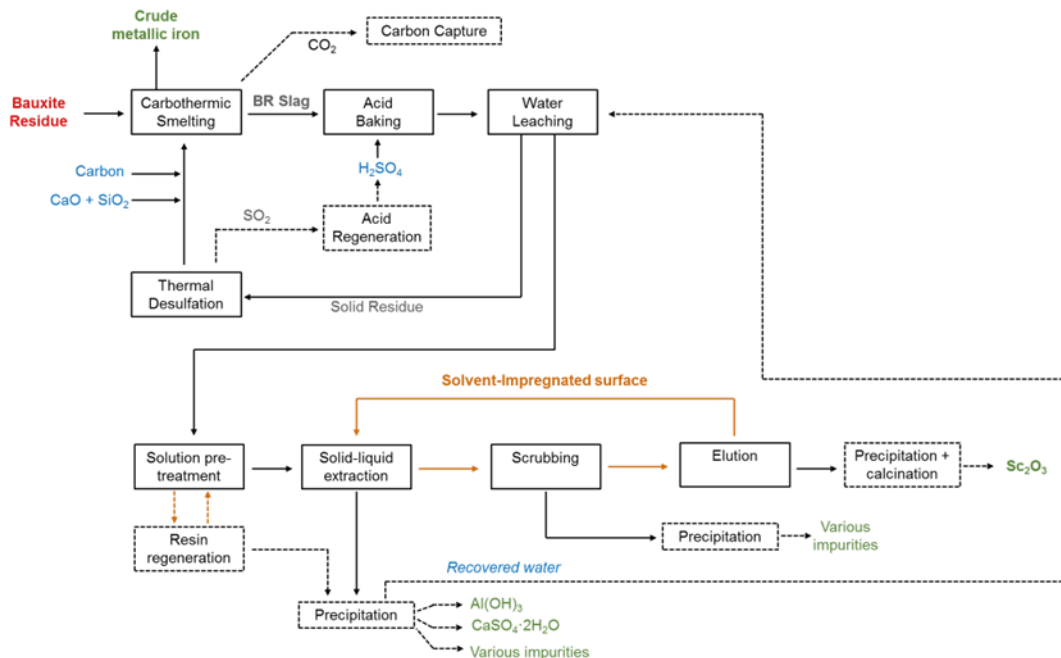 Crude
metallic iron
CO₂
Carbon Capture
Bauxite
Residue
Carbothermic
Smelting
BR Slag
Acid
Baking
Water
Leaching
Carbon
H₂SO₄
CaO + SiO₂
SO₂
Acid
Regeneration
Thermal
Desulfation
Solid Residue
Solvent-Impregnated surface
Solution pre-
treatment
Solid-liquid
extraction
Scrubbing
Elution
Precipitation +
calcination
Sc₂O₃
Resin
regeneration
Precipitation
Various
impurities
Recovered water
Precipitation
Al(OH)₃
CaSO₄·2H₂O
Various impurities